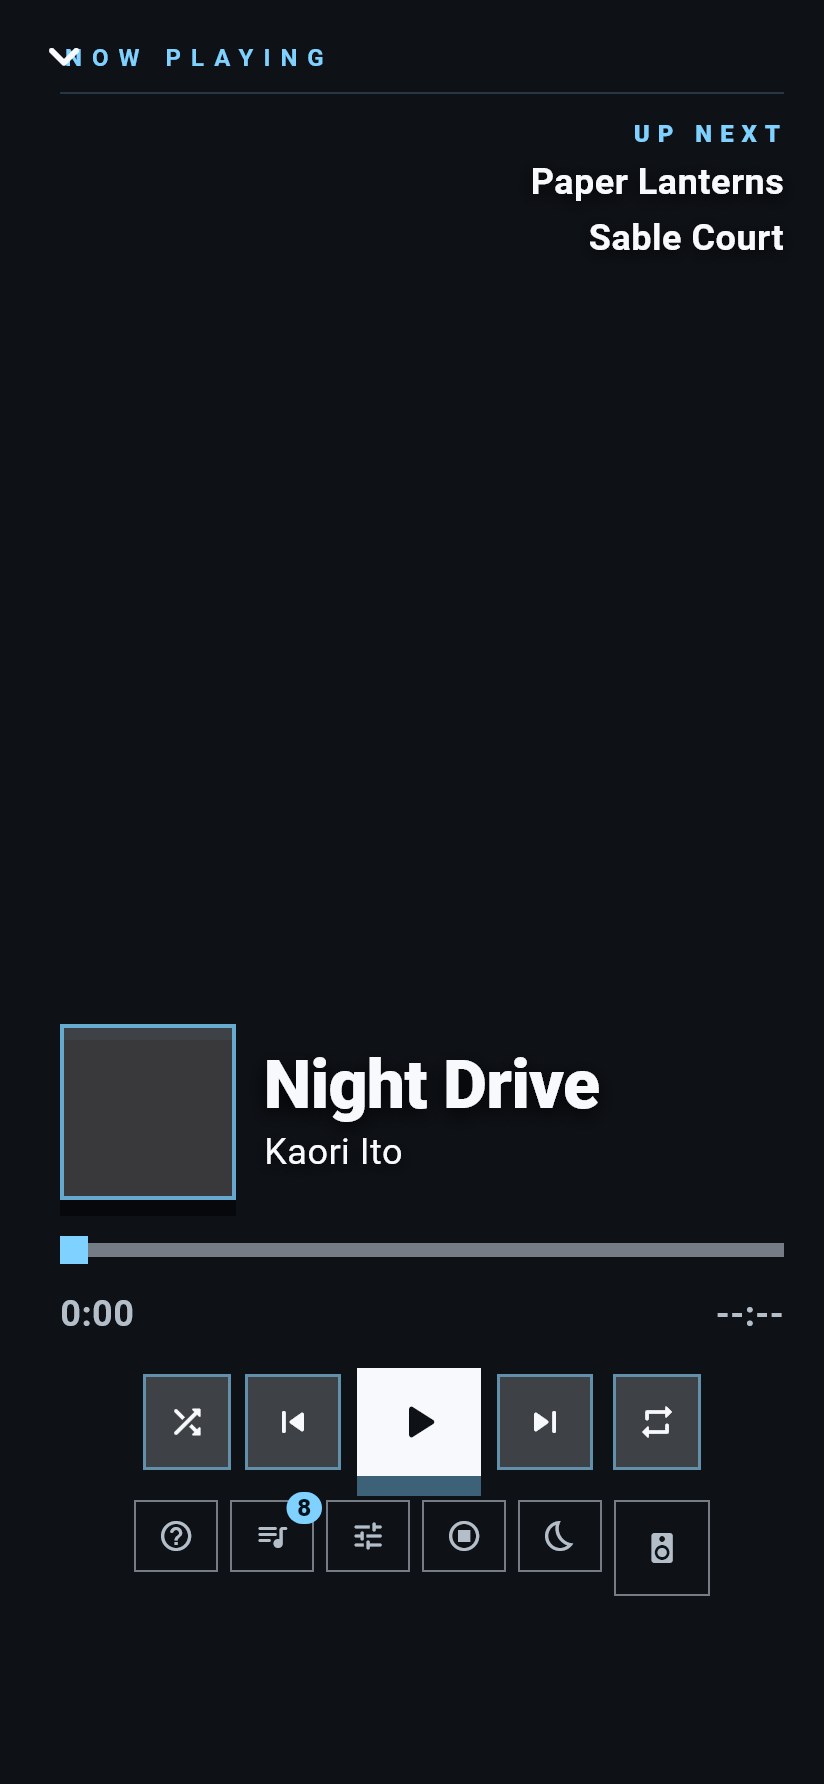 NOW PLAYING
UP NEXT
Paper Lanterns
Sable Court
Night Drive
Kaori Ito
0:00
--:--
8